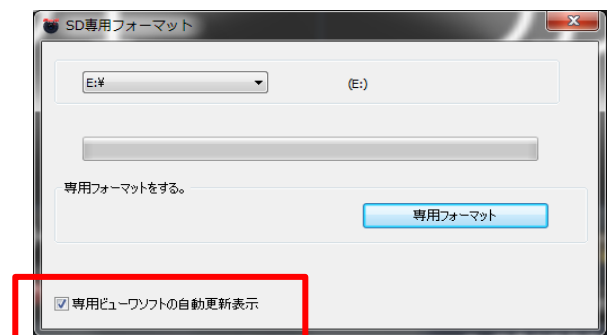 SD専用フォーマット
E:¥
(E:)
専用フォーマットをする。
専用フォーマット
専用ビューワソフトの自動更新表示